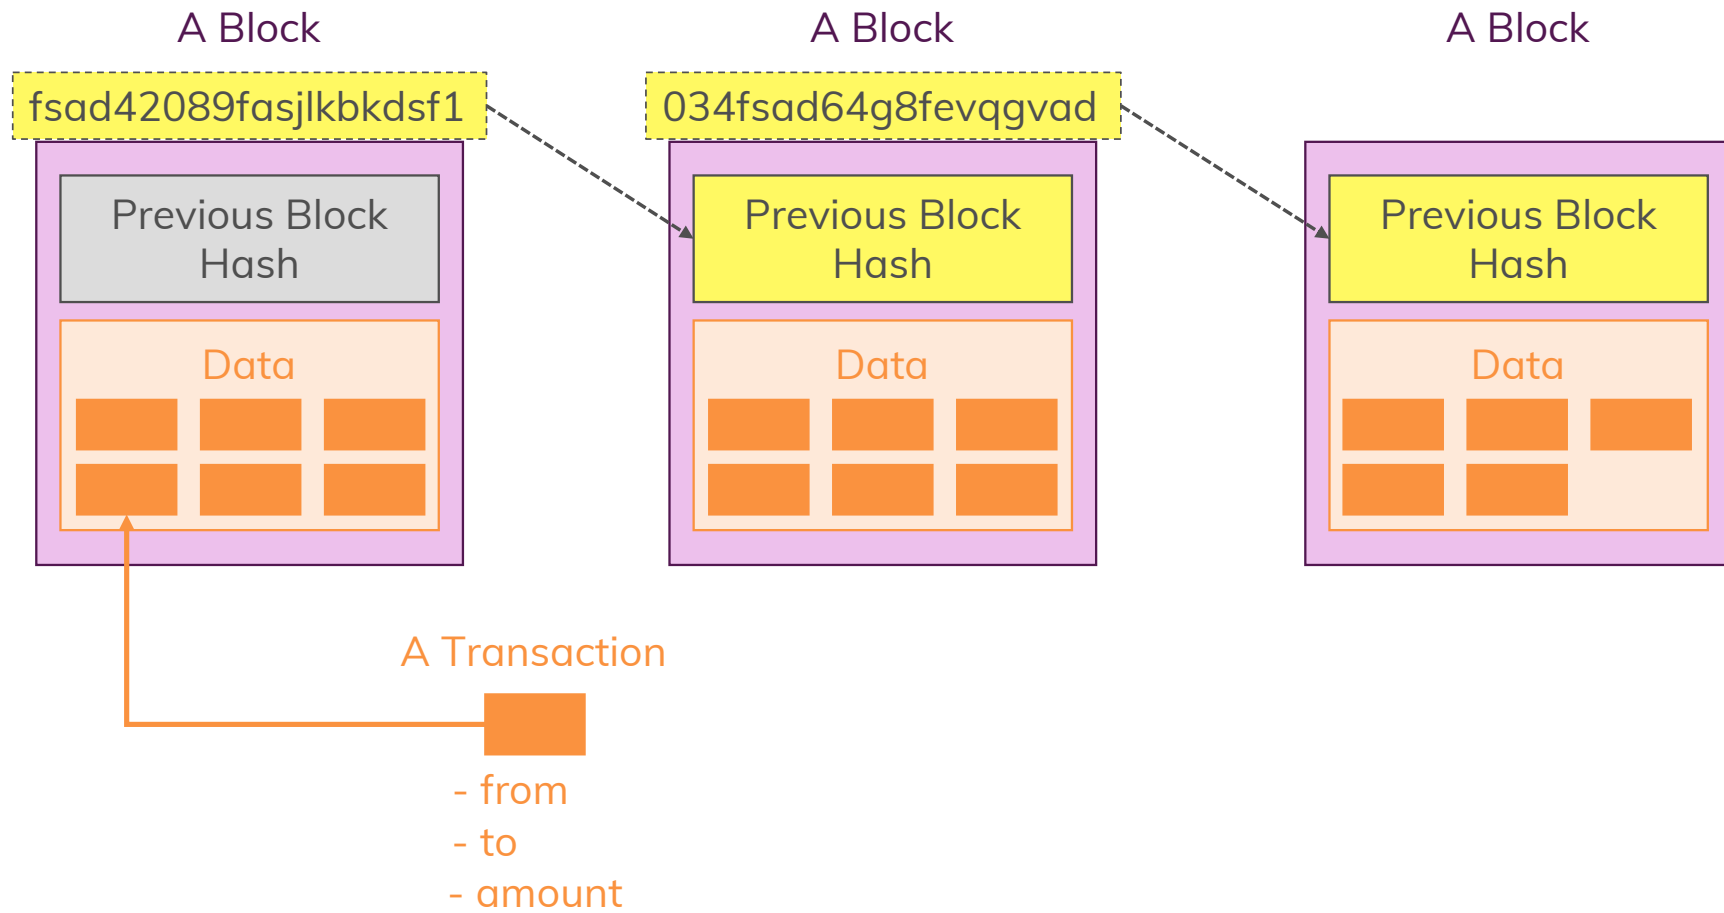 A Block
fsad42089fasjlkbkdsf1
Previous Block
Hash
Data
A Block
034fsad64g8fevqgvad
Previous Block
Hash
Data
A Block
Previous Block
Hash
Data
A Transaction
- from
- to
- amount